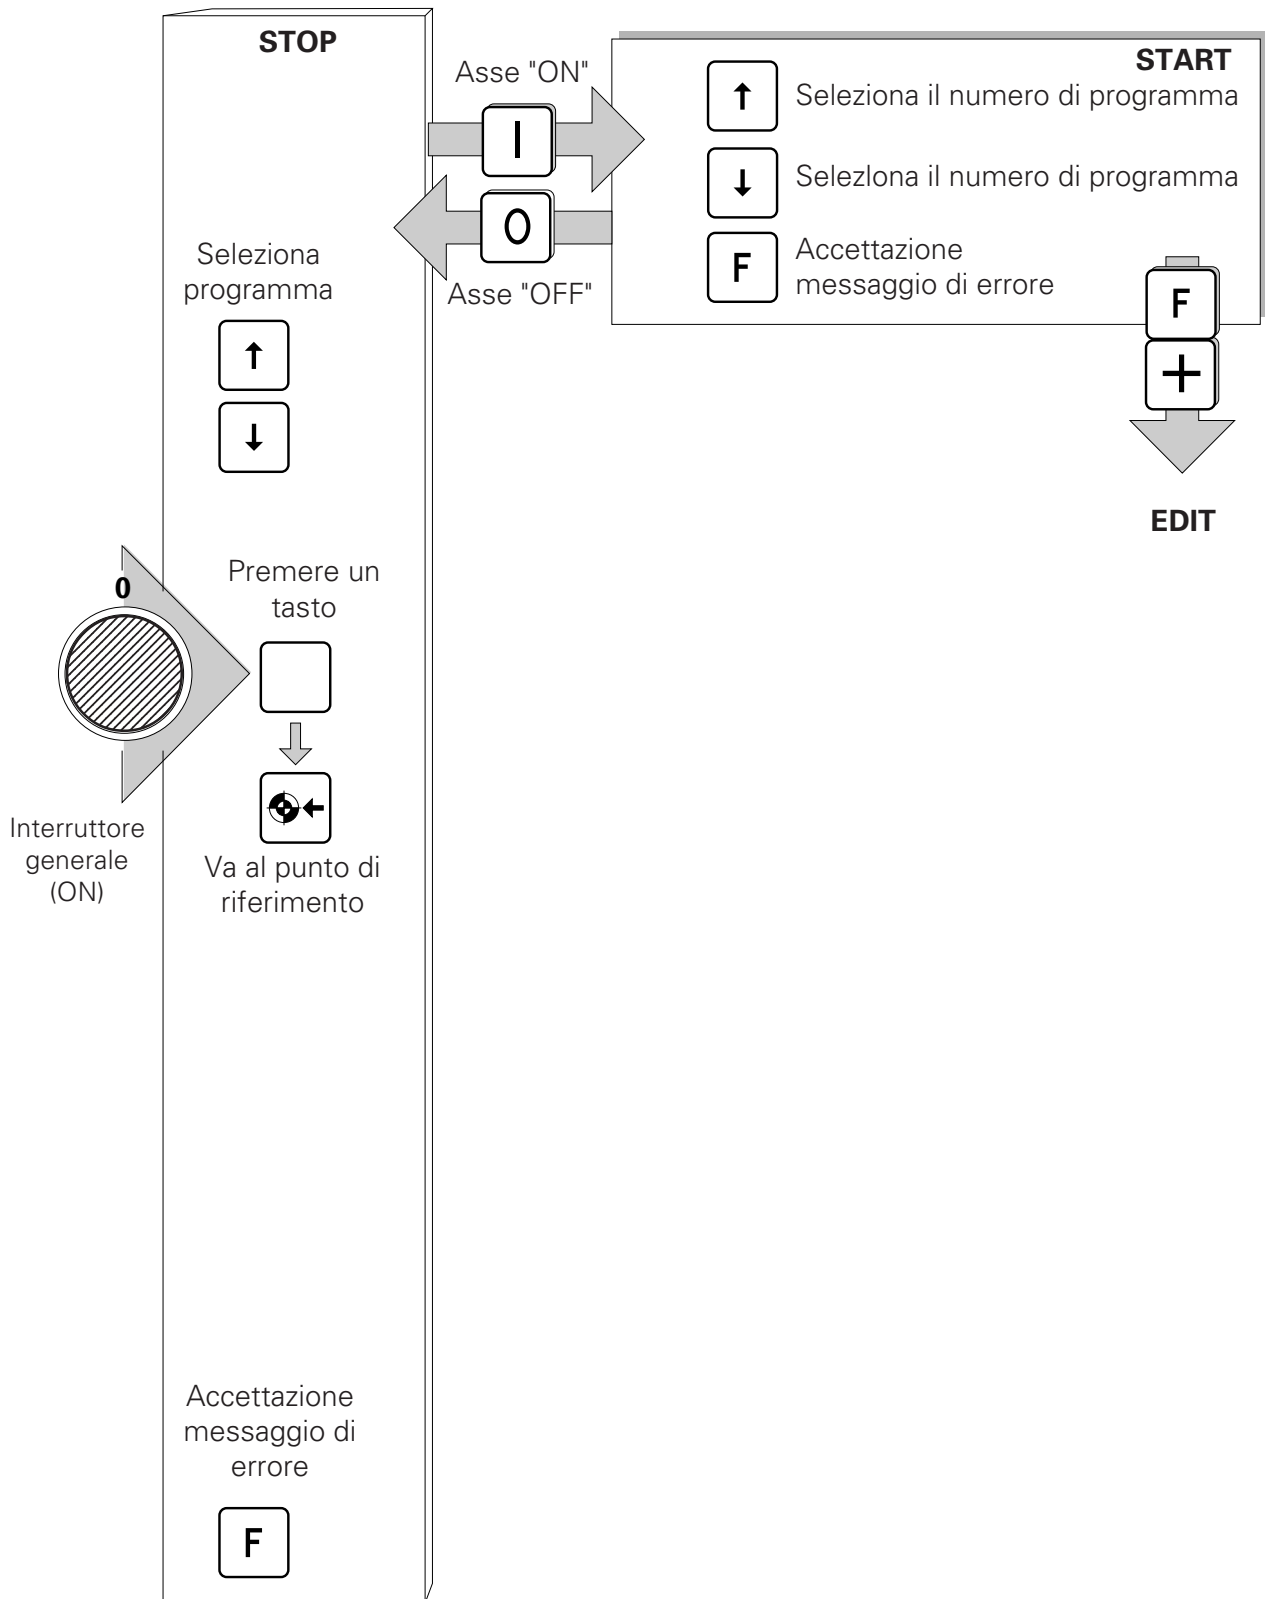 STOP
Asse "ON"
I
O
Asse "OFF"
START
↑
Seleziona il numero di programma
↓
Selezlona il numero di programma
F
Accettazione
messaggio di errore
F
+
EDIT
Seleziona
programma
↑
↓
0
Interruttore
generale
(ON)
Premere un
tasto
Va al punto di
riferimento
Accettazione
messaggio di
errore
F